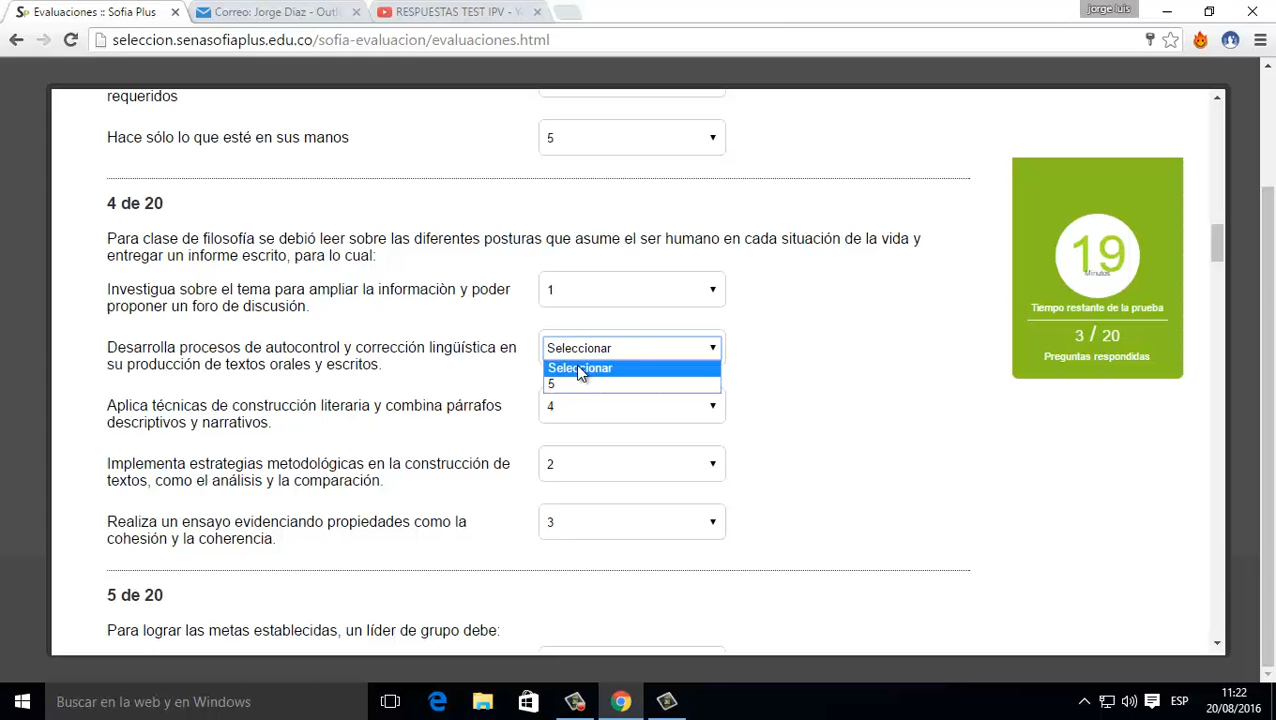 Evaluaciones :: Sofia Plus
Correo: Jorge Diaz - Outl
RESPUESTAS TEST IPV - Y
jorge luis
seleccion.senasofiaplus.edu.co/sofia-evaluacion/evaluaciones.html
requeridos
Hace sólo lo que esté en sus manos
5
4 de 20
Para clase de filosofía se debió leer sobre las diferentes posturas que asume el ser humano en cada situación de la vida y
entregar un informe escrito, para lo cual:
Investigua sobre el tema para ampliar la informaciòn y poder
proponer un foro de discusión.
1
Desarrolla procesos de autocontrol y correccion lingüística en
su producción de textos orales y escritos.
Seleccionar
Seleccionar
5
Aplica técnicas de construcción literaria y combina párrafos
descriptivos y narrativos.
4
Implementa estrategias metodológicas en la construcción de
textos, como el análisis y la comparación.
2
Realiza un ensayo evidenciando propiedades como la
cohesión y la coherencia.
3
5 de 20
Para lograr las metas establecidas, un líder de grupo debe:
19
Minutos
Tiempo restante de la prueba
3 / 20
Preguntas respondidas
Buscar en la web y en Windows
ESP
11:22
20/08/2016